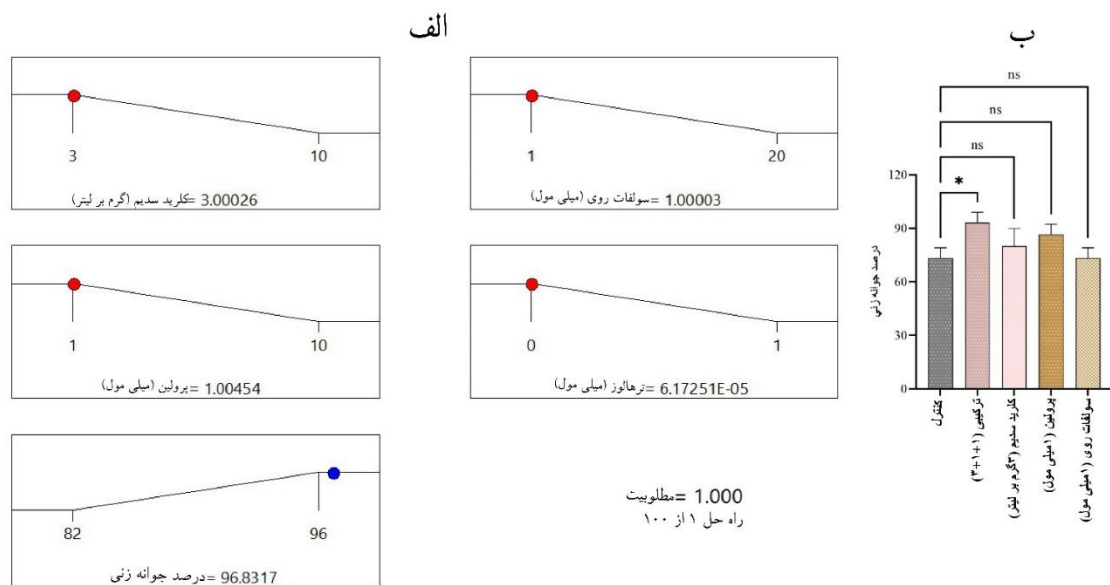 الف
3
10
کلرید سدیم (گرم بر لیتر)= 3.00026
1
20
سولفات روی (میلی مول)= 1.00003
1
10
پرولین (میلی مول)= 1.00454
0
1
ترهالوز (میلی مول)= 6.17251E-05
82
96
درصد جوانه زنی= 96.8317
مطلوبیت= 1.000
راه حل ۱ از ۱۰۰
ب
ns
ns
ns
*
120
90
60
30
0
درصد جوانه زني
کنترل
ترکیبی (۱+۱+۳)
کلرید سدیم (۳گرم بر لیتر)
پرولین (۱میلی مول)
سولفات روی (۱میلی مول)